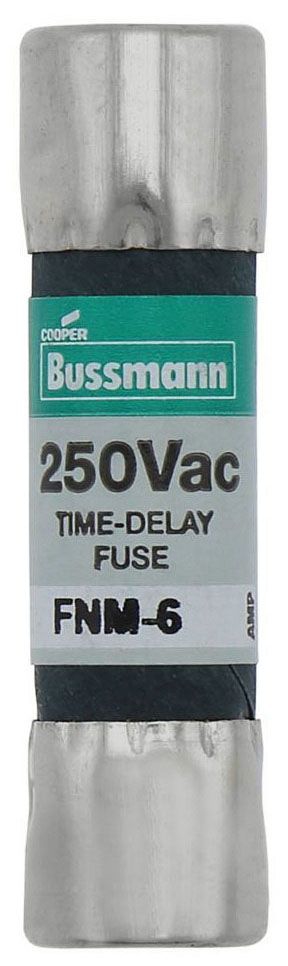 COOPER
Bussmann
250Vac
TIME-DELAY
FUSE
FNM-6
AMP